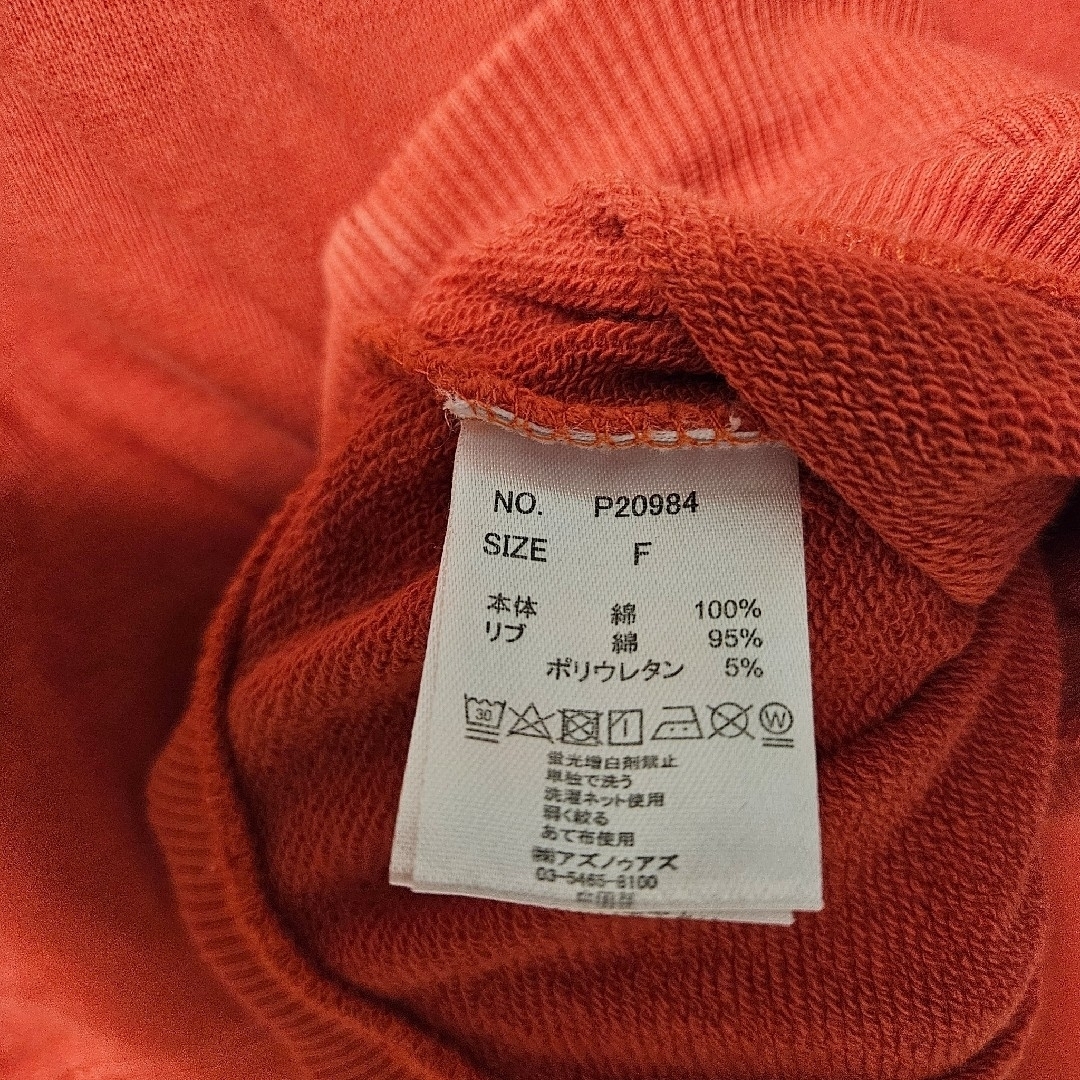 NO. P20984
SIZE F
本体 綿 100%
リブ 綿 95%
ポリウレタン 5%
30 W
蛍光増白剤禁止
単独で洗う
洗濯ネット使用
弱く絞る
あて布使用
㈱アズノゥアズ
03-5465-8100
中国製